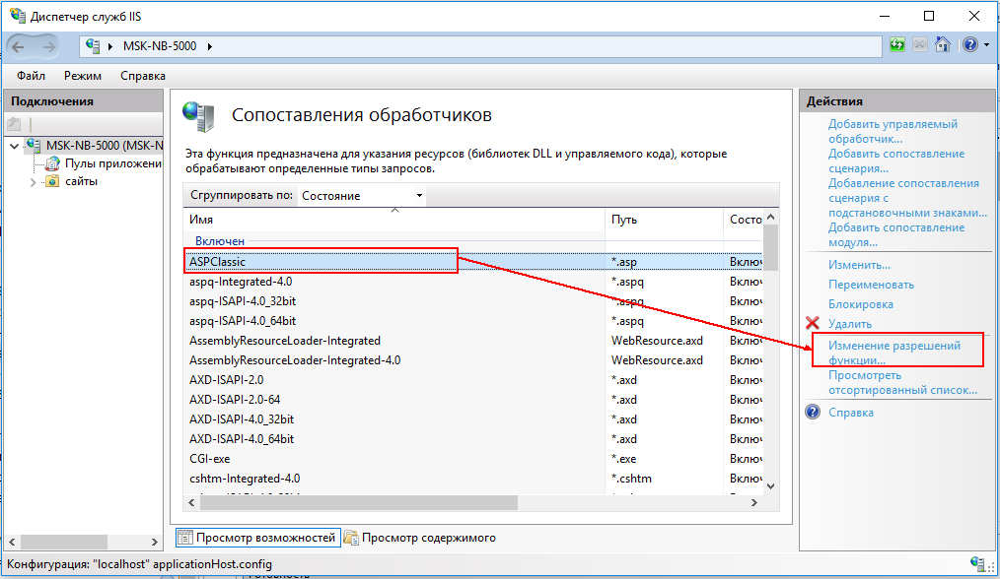 Диспетчер служб IIS
MSK-NB-5000
Файл Режим Справка
Подключения
MSK-NB-5000 (MSK-N
Пулы приложени
сайты
Сопоставления обработчиков
Эта функция предназначена для указания ресурсов (библиотек DLL и управляемого кода), которые
обрабатывают определенные типы запросов.
Сгруппировать по: Состояние
Имя Путь Состо
Включен
ASPClassic *.asp Включ
aspq-Integrated-4.0 *.aspq Включ
aspq-ISAPI-4.0_32bit *.aspq Включ
aspq-ISAPI-4.0_64bit *.aspq Включ
AssemblyResourceLoader-Integrated WebResource.axd Включ
AssemblyResourceLoader-Integrated-4.0 WebResource.axd Включ
AXD-ISAPI-2.0 *.axd Включ
AXD-ISAPI-2.0-64 *.axd Включ
AXD-ISAPI-4.0_32bit *.axd Включ
AXD-ISAPI-4.0_64bit *.axd Включ
CGI-exe *.exe Включ
cshtm-Integrated-4.0 *.cshtm Включ
Просмотр возможностей Просмотр содержимого
Действия
Добавить управляемый
обработчик...
Добавить сопоставление
сценария...
Добавление сопоставления
сценария с
подстановочными знаками...
Добавить сопоставление
модуля...
Изменить...
Переименовать
Блокировка
Удалить
Изменение разрешений
функции...
Просмотреть
отсортированный список...
Справка
Конфигурация: "localhost" applicationHost.config